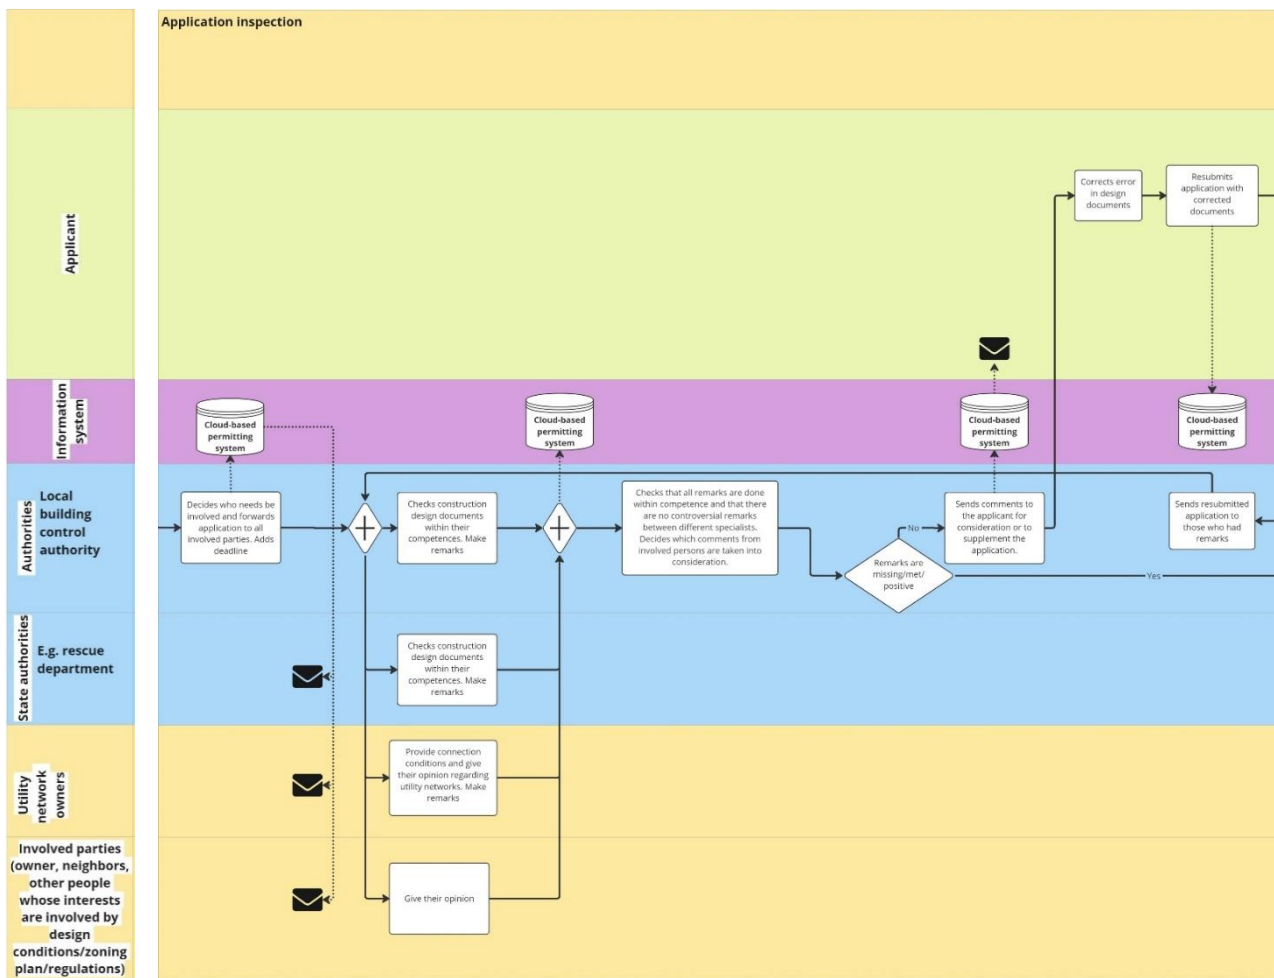 Application inspection
Applicant
Corrects error
in design
documents
Resubmits
application with
corrected
documents
Information
system
Cloud-based
permitting
system
Cloud-based
permitting
system
Cloud-based
permitting
system
Cloud-based
permitting
system
Authorities
Local
building
control
authority
Decides who needs be
involved and forwards
application to all
involved parties. Adds
deadline
Checks construction
design documents
within their
competences. Make
remarks
Checks that all remarks are done
within competence and that there
are no controversal remarks
between different specialists.
Decides which comments from
involved persons are taken into
consideration.
Remarks are
missing/met/
positive
No
Sends comments to
the applicant for
consideration or to
supplement the
application.
Yes
Sends resubmitted
application to
those who had
remarks
State authorities
E.g. rescue
department
Checks construction
design documents
within their
competences. Make
remarks
Utility
network
owners
Provide connection
conditions and give
their opinion regarding
utility networks. Make
remarks
Involved parties
(owner, neighbors,
other people
whose interests
are involved by
design
conditions/zoning
plan/regulations)
Give their opinion